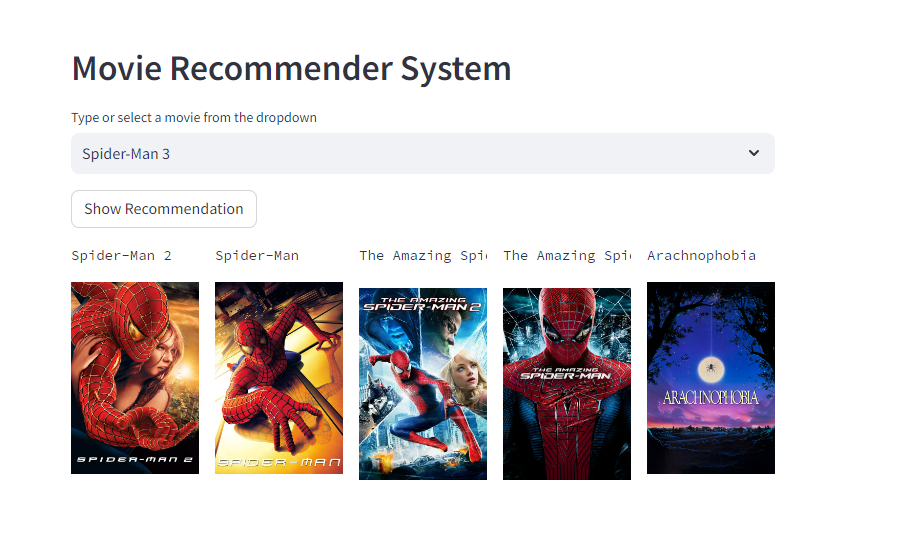 Movie Recommender System
Type or select a movie from the dropdown
Spider-Man 3
Show Recommendation
Spider-Man 2
Spider-Man
The Amazing Spi
The Amazing Spi
Arachnophobia
SPIDER-MAN 2
SPIDER-MAN
THE AMAZING
SPIDER-MAN 2
THE AMAZING
SPIDER-MAN
ARACHNOPHOBIA